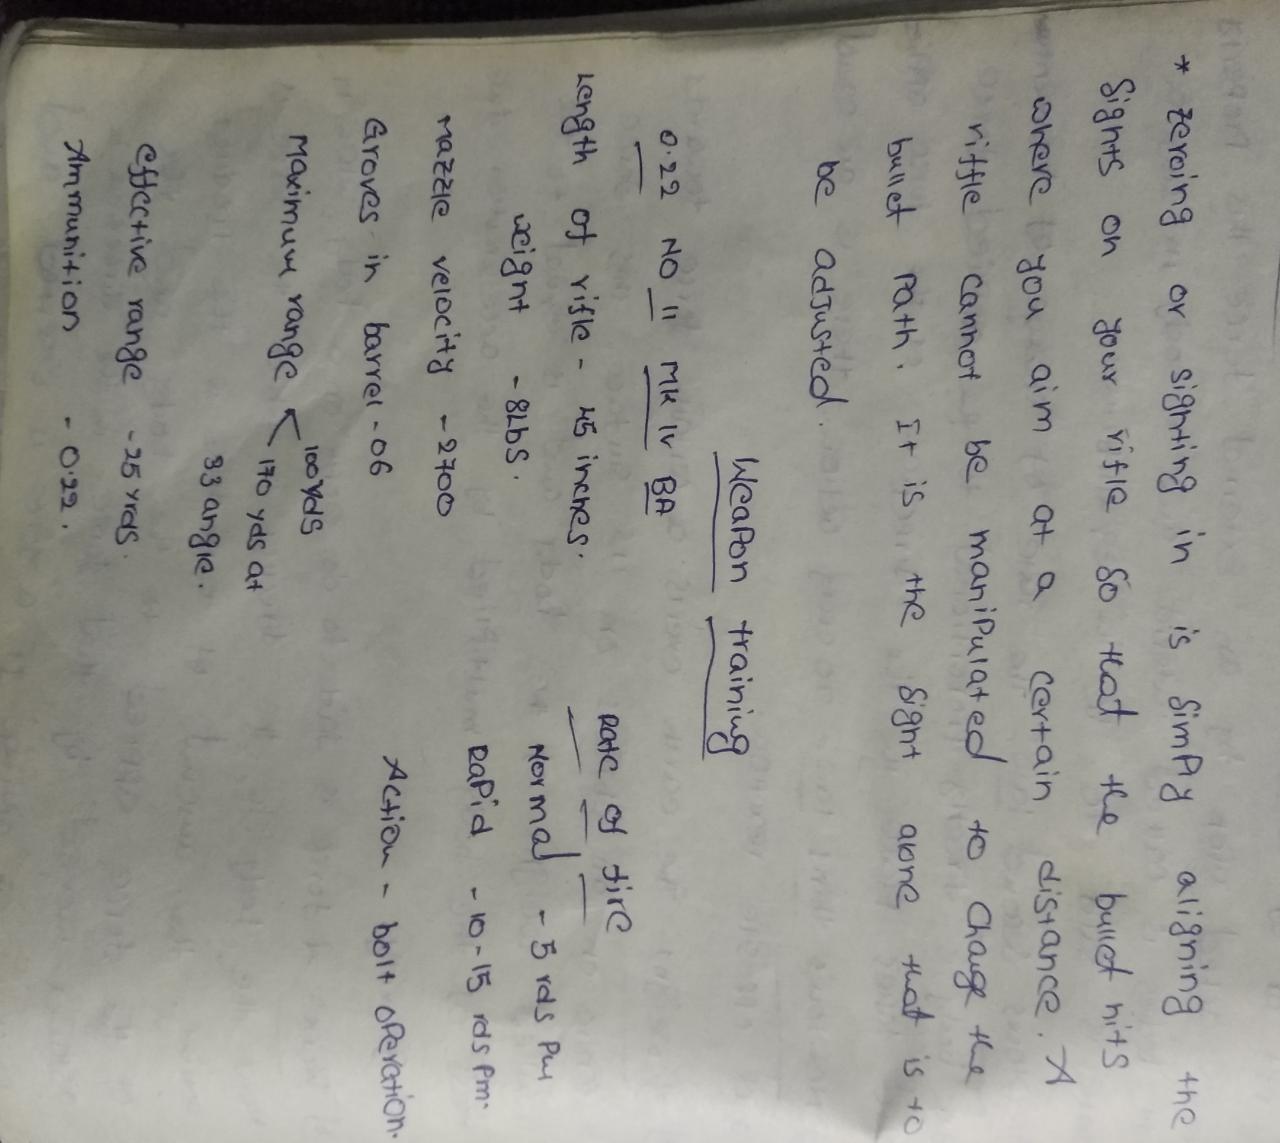 * zeroing or sighting in is simply aligning the
sights on your rifle so that the bullet hits
where you aim at a certain distance. A
riffle cannot be manipulated to change the
bullet path. It is the sight alone that is to
be adjusted.
Weapon training
0.22 NO II MK IV BA
Length of rifle - 45 inches.
weight - 8Lbs.
Mazzle velocity - 2700
Groves in barrel - 06
Maximum range < 100 Yds
170 yds at
33 angle.
effective range - 25 yrds.
Ammunition - 0.22.
Rate of fire
Normal - 5 rds Pm
Rapid - 10-15 rds Pm.
Action - bolt operation.